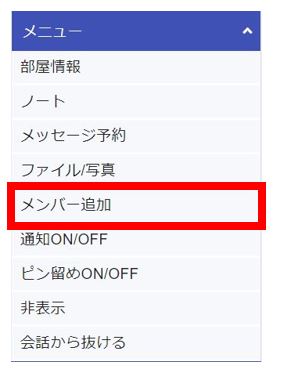 メニュー
部屋情報
ノート
メッセージ予約
ファイル/写真
メンバー追加
通知ON/OFF
ピン留めON/OFF
非表示
会話から抜ける